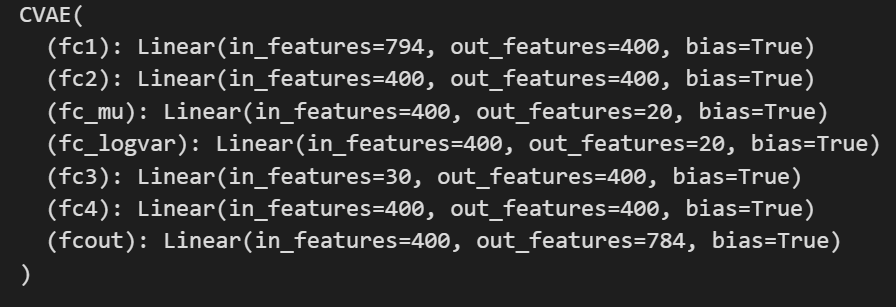 CVAE(
  (fc1): Linear(in_features=794, out_features=400, bias=True)
  (fc2): Linear(in_features=400, out_features=400, bias=True)
  (fc_mu): Linear(in_features=400, out_features=20, bias=True)
  (fc_logvar): Linear(in_features=400, out_features=20, bias=True)
  (fc3): Linear(in_features=30, out_features=400, bias=True)
  (fc4): Linear(in_features=400, out_features=400, bias=True)
  (fcout): Linear(in_features=400, out_features=784, bias=True)
)